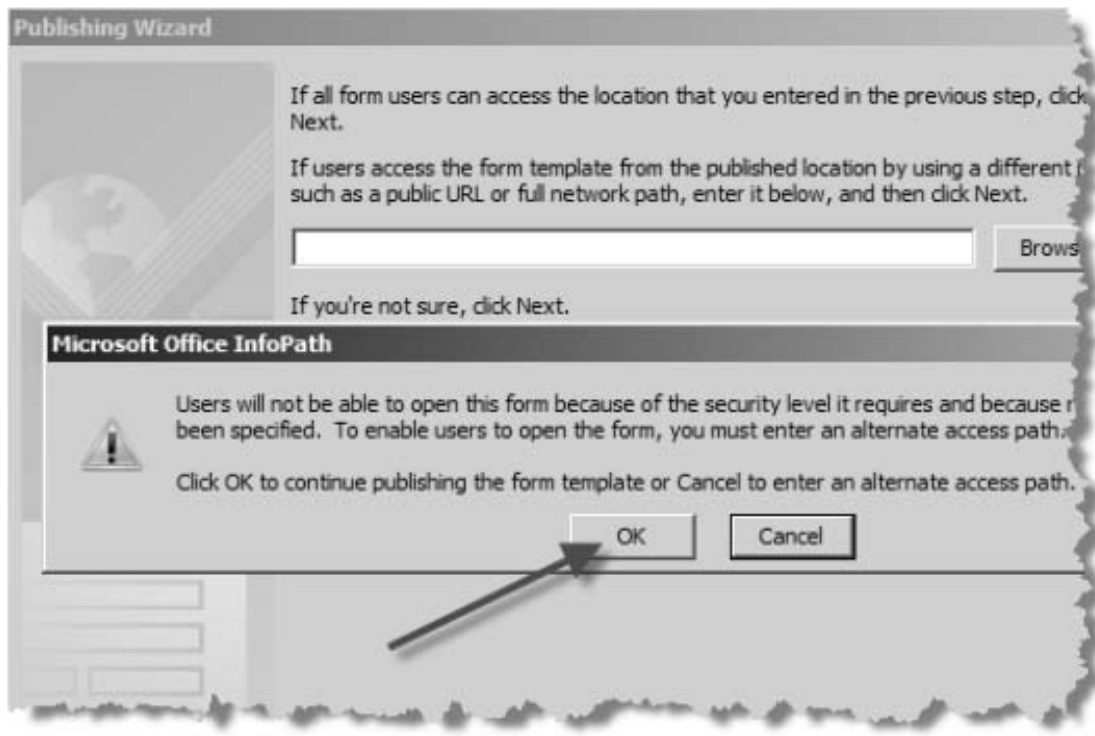 Publishing Wizard
If all form users can access the location that you entered in the previous step, click
Next.
If users access the form template from the published location by using a different
such as a public URL or full network path, enter it below, and then click Next.
Brows
If you're not sure, click Next.
Microsoft Office InfoPath
Users will not be able to open this form because of the security level it requires and because
been specified. To enable users to open the form, you must enter an alternate access path.
Click OK to continue publishing the form template or Cancel to enter an alternate access path.
OK
Cancel